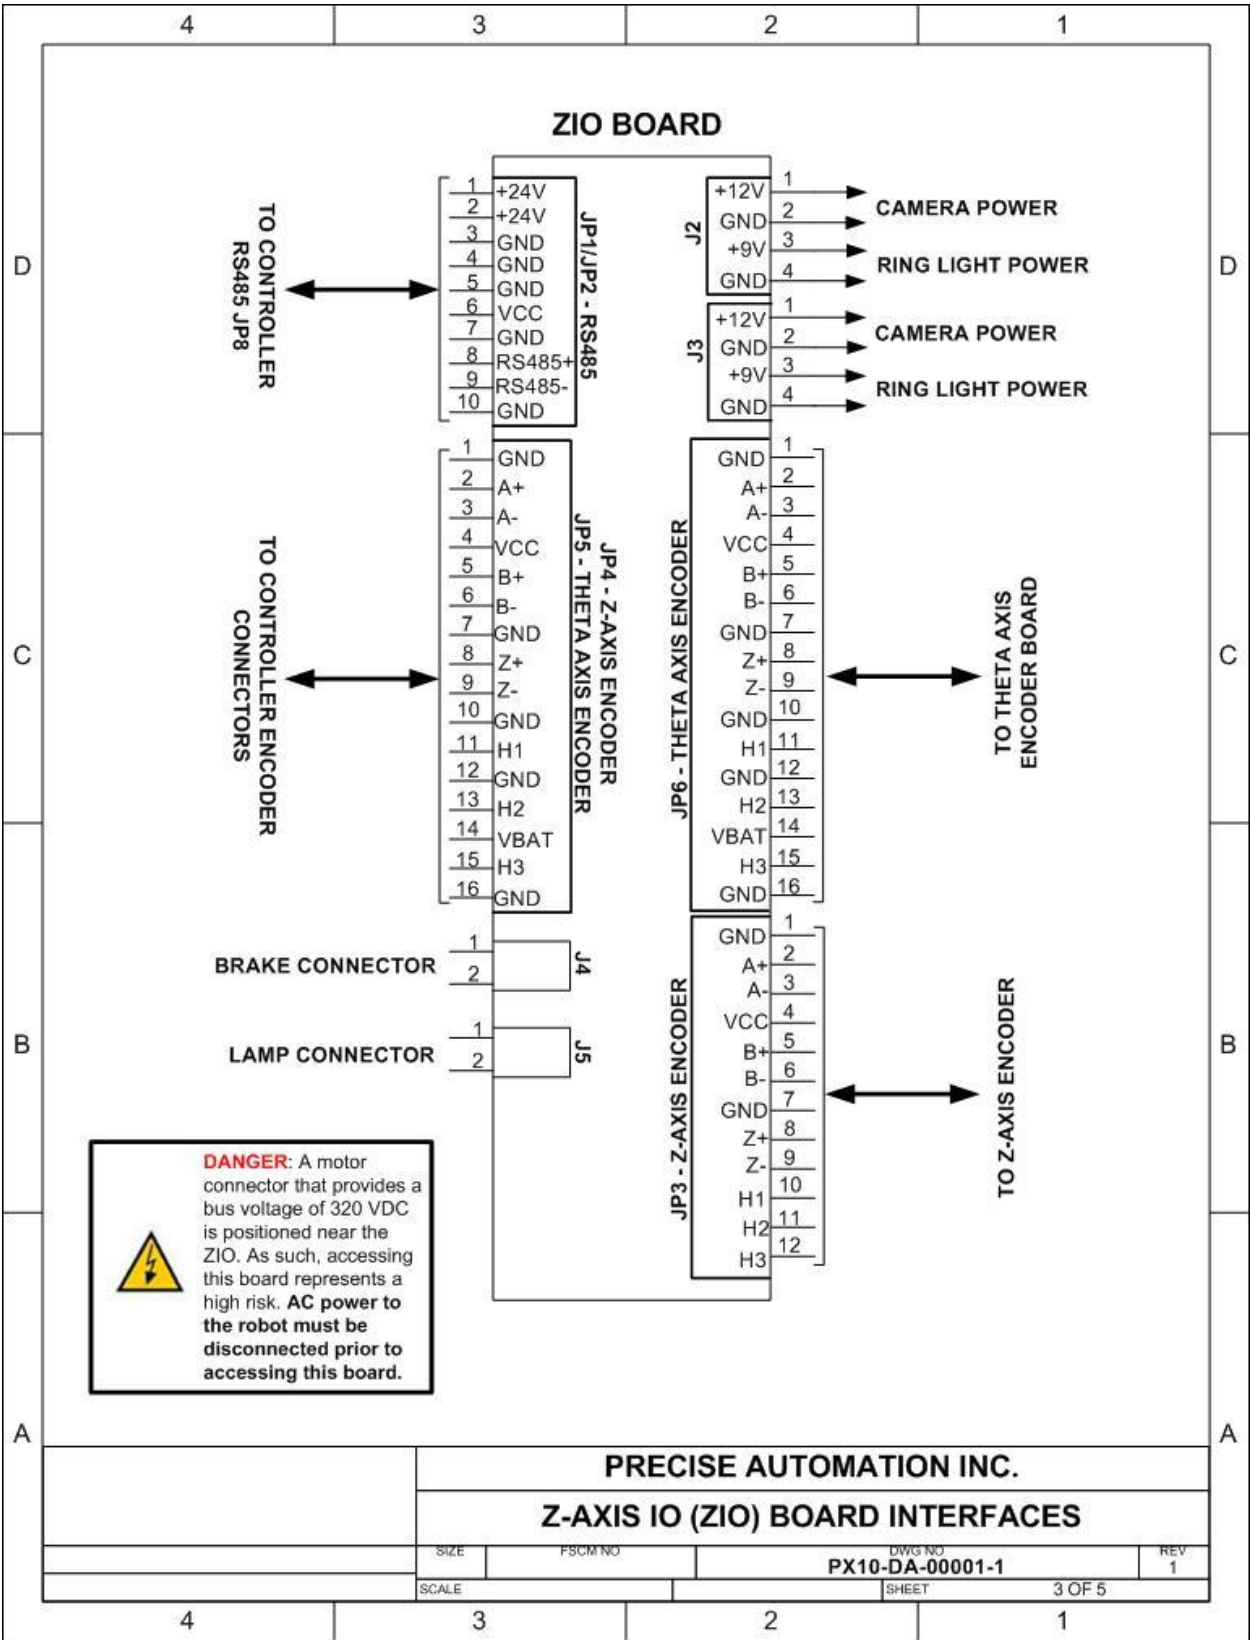 4 3 2 1
ZIO BOARD
D
D
TO CONTROLLER
RS485 JP8
1 +24V
2 +24V
3 GND
4 GND
5 GND
6 VCC
7 GND
8 RS485+
9 RS485-
10 GND
JP1/JP2 - RS485
J2
+12V 1
GND 2
+9V 3
GND 4
CAMERA POWER
RING LIGHT POWER
J3
+12V 1
GND 2
+9V 3
GND 4
CAMERA POWER
RING LIGHT POWER
C
C
TO CONTROLLER ENCODER
CONNECTORS
1 GND
2 A+
3 A-
4 VCC
5 B+
6 B-
7 GND
8 Z+
9 Z-
10 GND
11 H1
12 GND
13 H2
14 VBAT
15 H3
16 GND
JP4 - Z-AXIS ENCODER
JP5 - THETA AXIS ENCODER
JP6 - THETA AXIS ENCODER
GND 1
A+ 2
A- 3
VCC 4
B+ 5
B- 6
GND 7
Z+ 8
Z- 9
GND 10
H1 11
GND 12
H2 13
VBAT 14
H3 15
GND 16
TO THETA AXIS
ENCODER BOARD
B
B
BRAKE CONNECTOR
1
2
J4
LAMP CONNECTOR
1
2
J5
JP3 - Z-AXIS ENCODER
GND 1
A+ 2
A- 3
VCC 4
B+ 5
B- 6
GND 7
Z+ 8
Z- 9
H1 10
H2 11
H3 12
TO Z-AXIS ENCODER
DANGER: A motor
connector that provides a
bus voltage of 320 VDC
is positioned near the
ZIO. As such, accessing
this board represents a
high risk. AC power to
the robot must be
disconnected prior to
accessing this board.
A
A
PRECISE AUTOMATION INC.
Z-AXIS IO (ZIO) BOARD INTERFACES
SIZE FSCM NO DWG NO REV
PX10-DA-00001-1 1
SCALE SHEET 3 OF 5
4 3 2 1